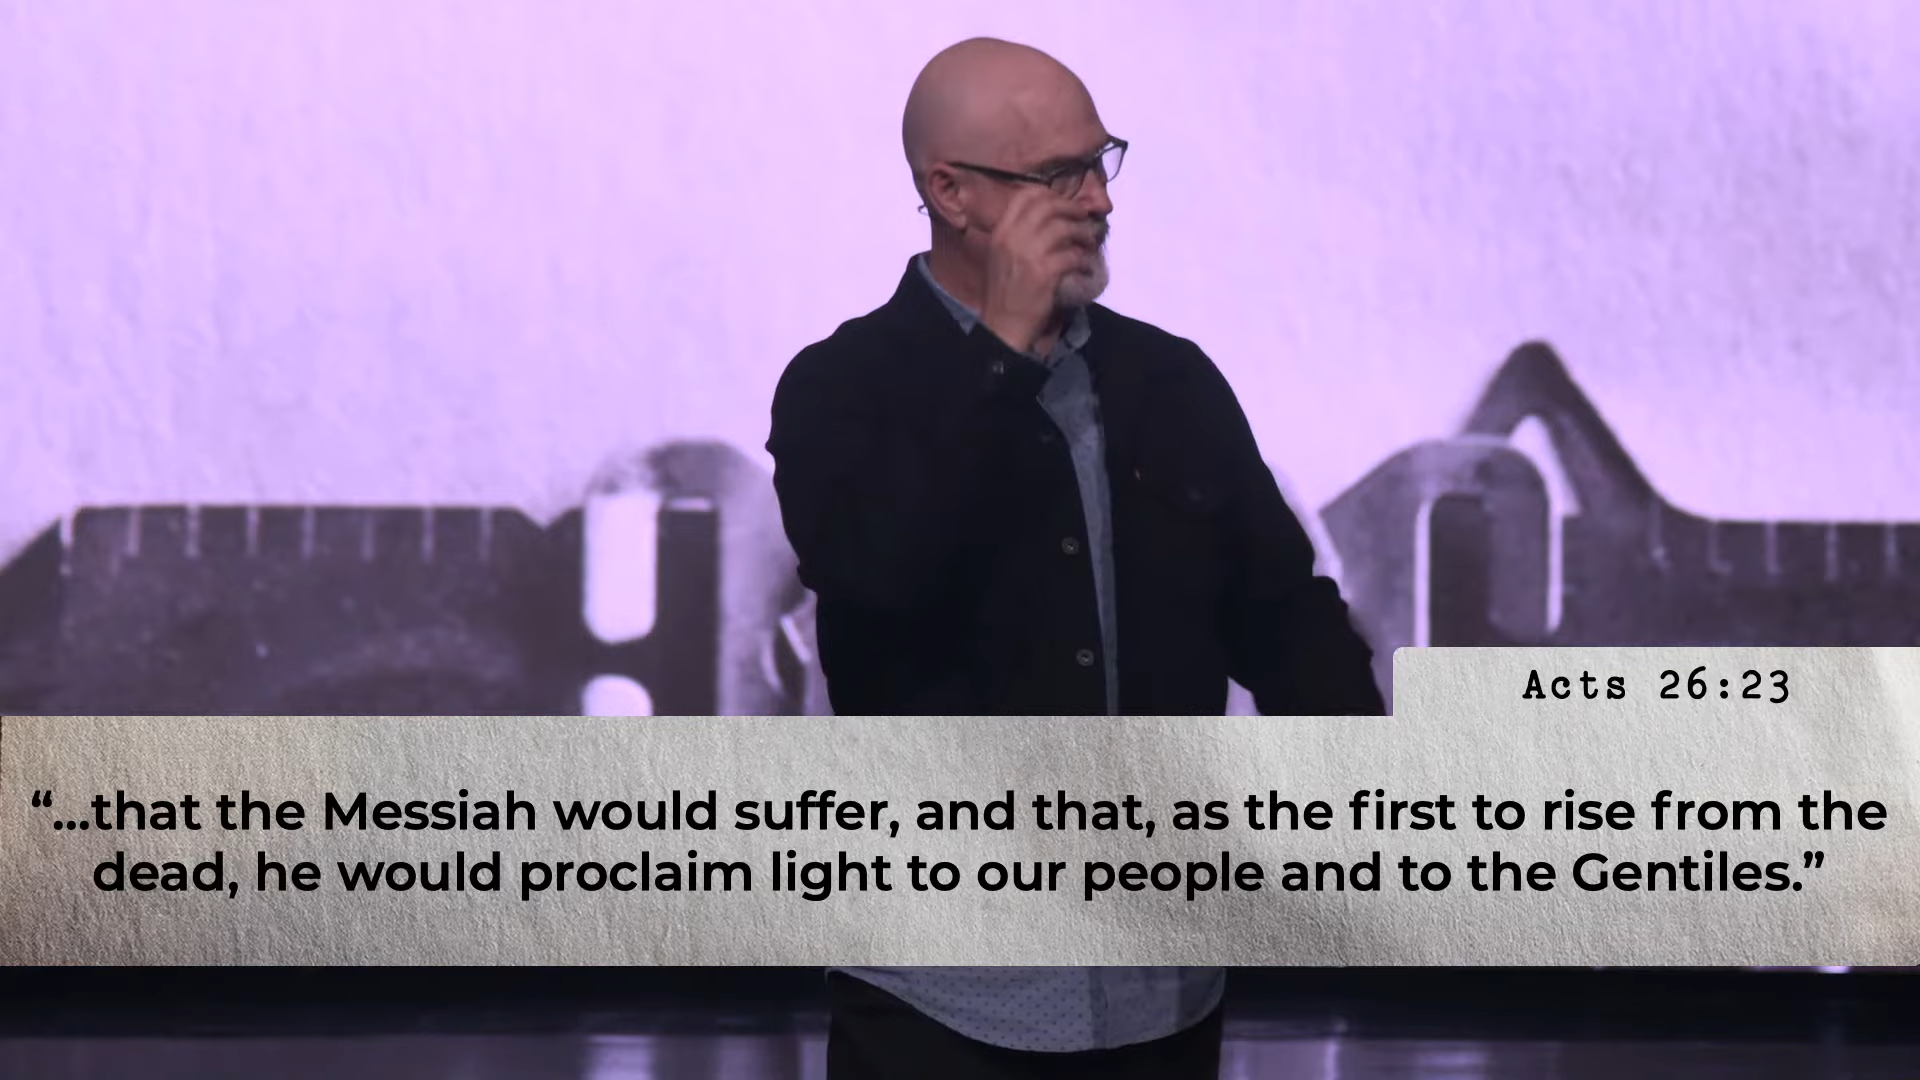 Acts 26:23
“...that the Messiah would suffer, and that, as the first to rise from the
dead, he would proclaim light to our people and to the Gentiles.”